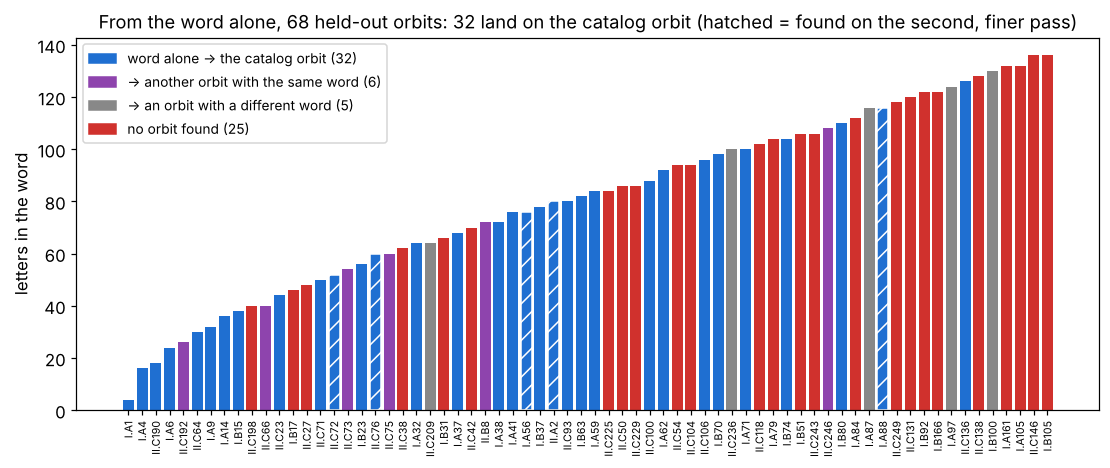 From the word alone, 68 held-out orbits: 32 land on the catalog orbit (hatched = found on the second, finer pass)
word alone → the catalog orbit (32)
→ another orbit with the same word (6)
→ an orbit with a different word (5)
no orbit found (25)
letters in the word
140
120
100
80
60
40
20
0
I.A1
I.A4
II.C190
I.A6
II.C192
II.C64
I.A9
I.A14
I.B15
II.C198
II.C66
II.C23
I.B17
II.C27
II.C71
II.C72
II.C73
I.B23
II.C76
II.C75
II.C38
I.A32
II.C209
I.B31
I.A37
II.C42
II.B8
I.A38
I.A41
I.A56
I.B37
II.A2
II.C93
I.B63
I.A59
II.C225
II.C50
II.C229
II.C100
I.A62
II.C54
II.C104
II.C106
I.B70
II.C236
I.A71
II.C118
I.A79
I.B74
I.B51
II.C243
II.C246
I.B80
I.A84
I.A87
I.A88
II.C249
II.C131
I.B92
I.B166
I.A97
II.C136
II.C138
I.B100
I.A161
I.A105
II.C146
I.B105